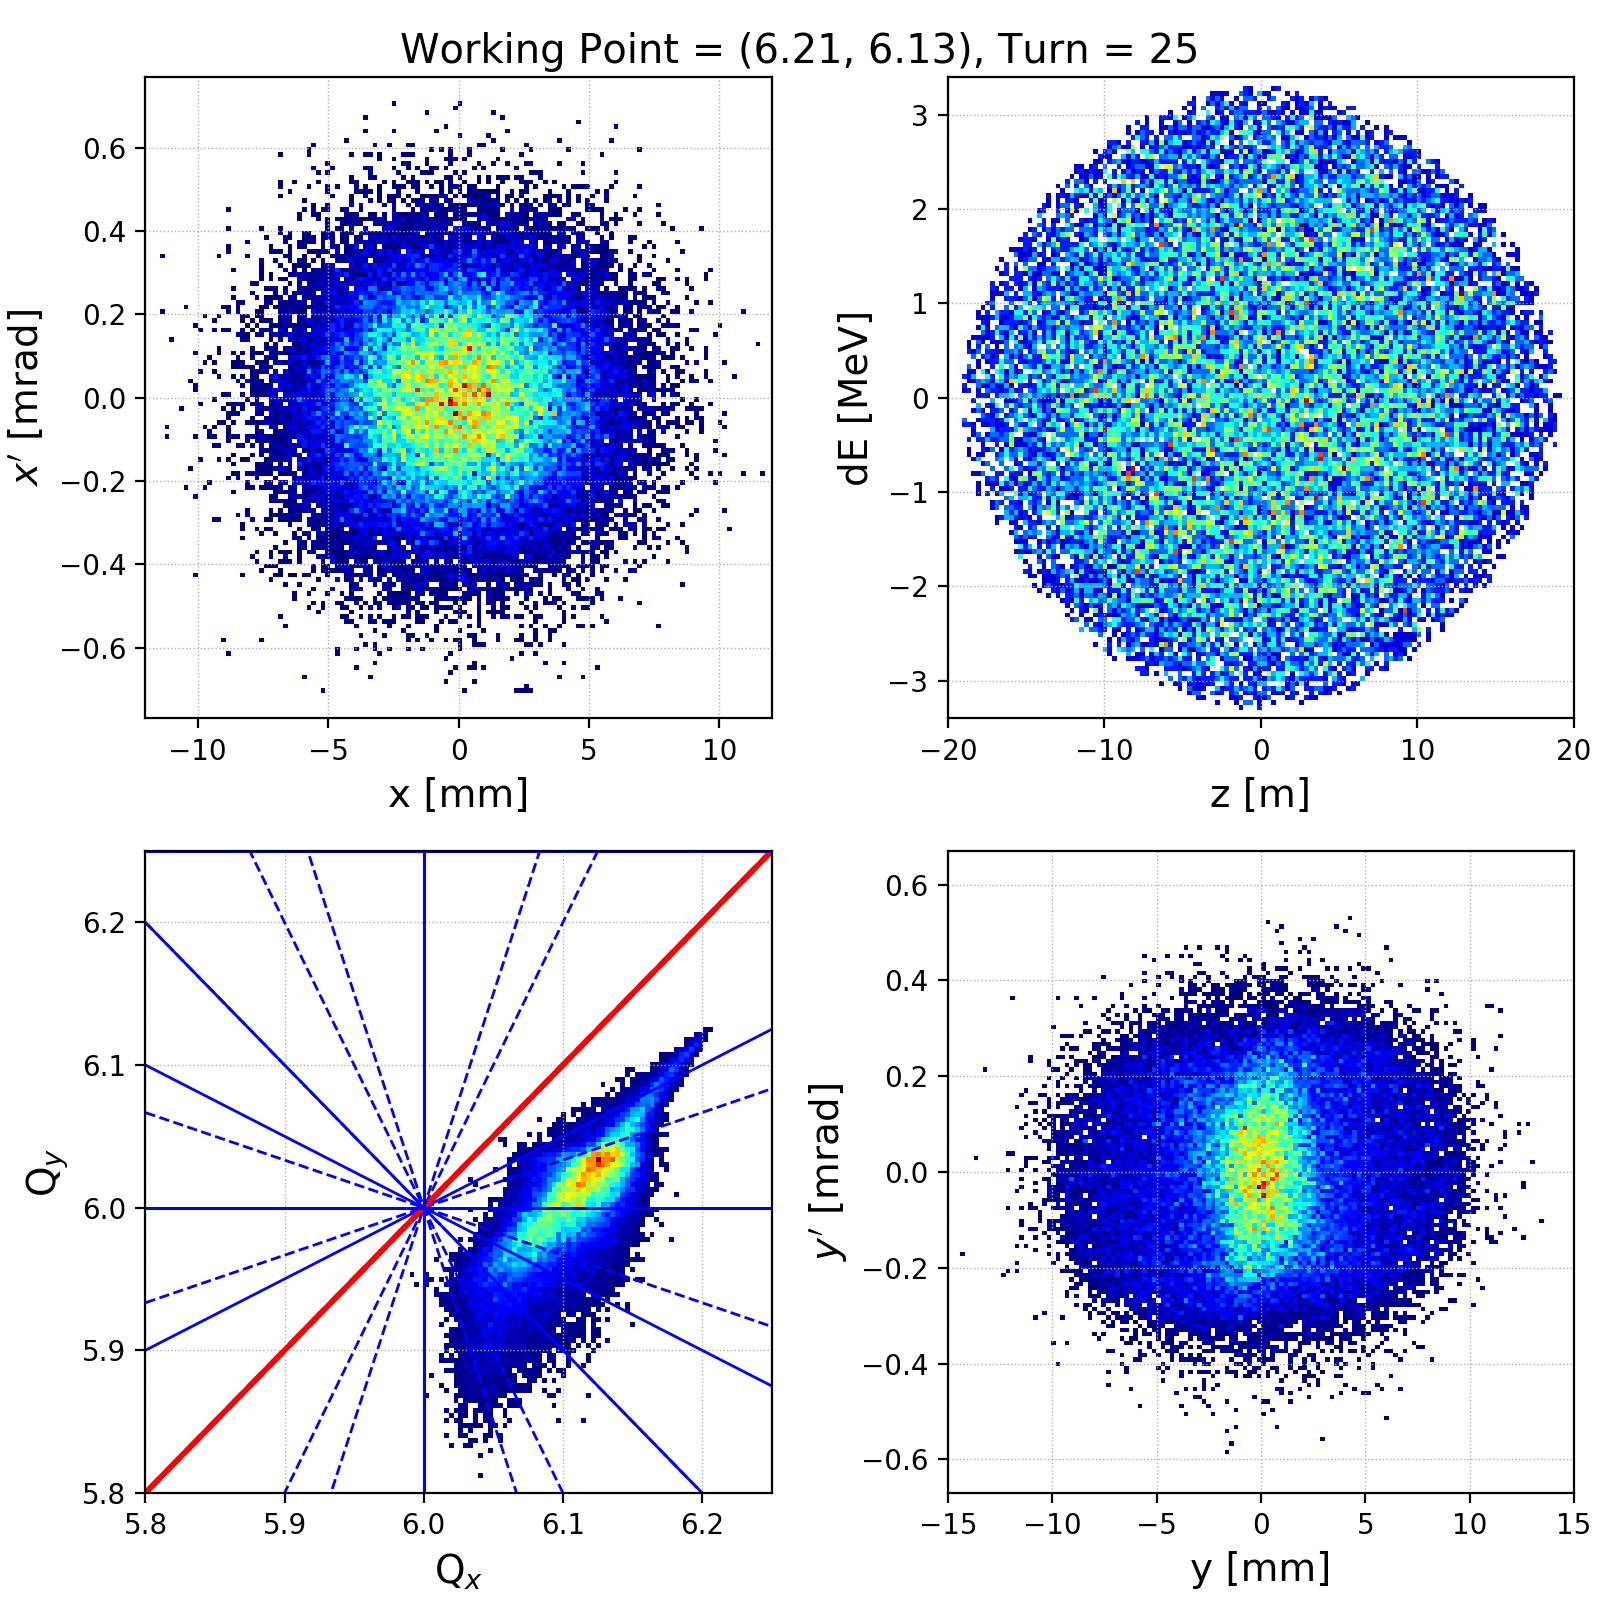 Working Point = (6.21, 6.13), Turn = 25
0.6
0.4
0.2
0.0
−0.2
−0.4
−0.6
x′ [mrad]
−10 −5 0 5 10
x [mm]
3
2
1
0
−1
−2
−3
dE [MeV]
−20 −10 0 10 20
z [m]
6.2
6.1
6.0
5.9
5.8
Qy
5.8 5.9 6.0 6.1 6.2
Qx
0.6
0.4
0.2
0.0
−0.2
−0.4
−0.6
y′ [mrad]
−15 −10 −5 0 5 10 15
y [mm]